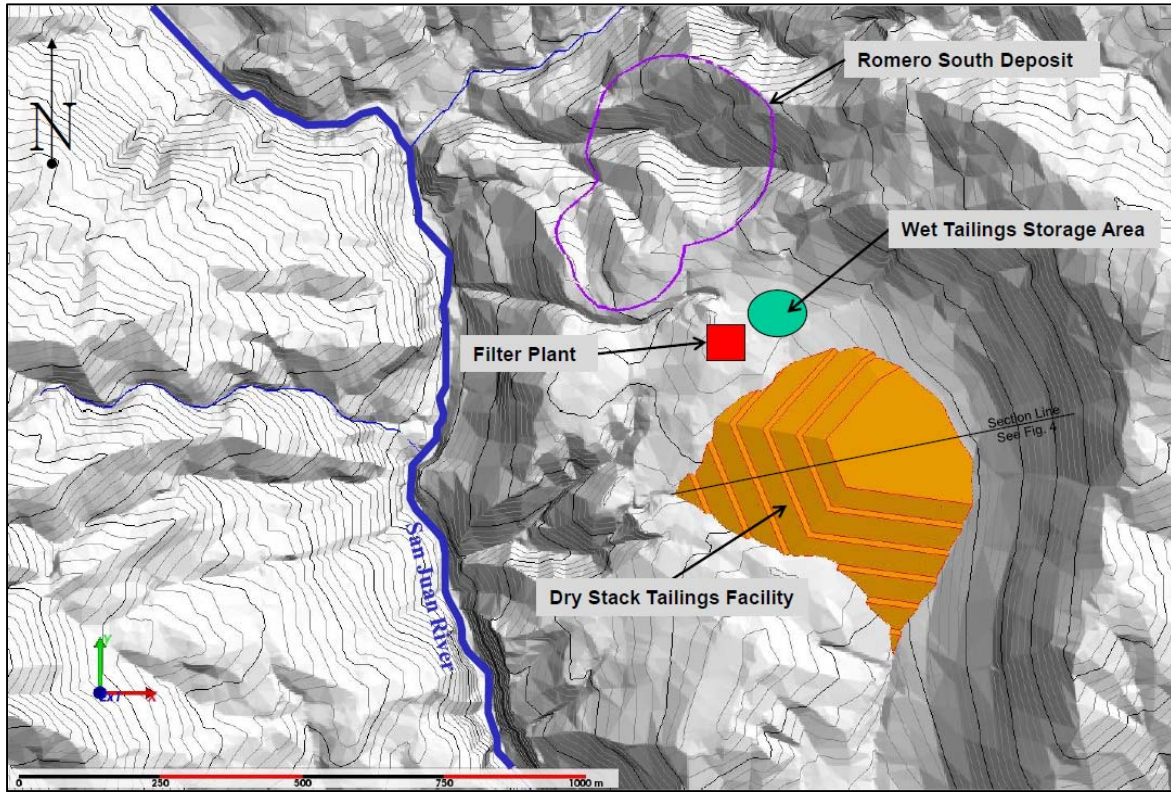 Romero South Deposit
N
Wet Tailings Storage Area
Filter Plant
Section Line
See Fig. 4
San Juan River
Dry Stack Tailings Facility
y
x
0 250 500 750 1000 m